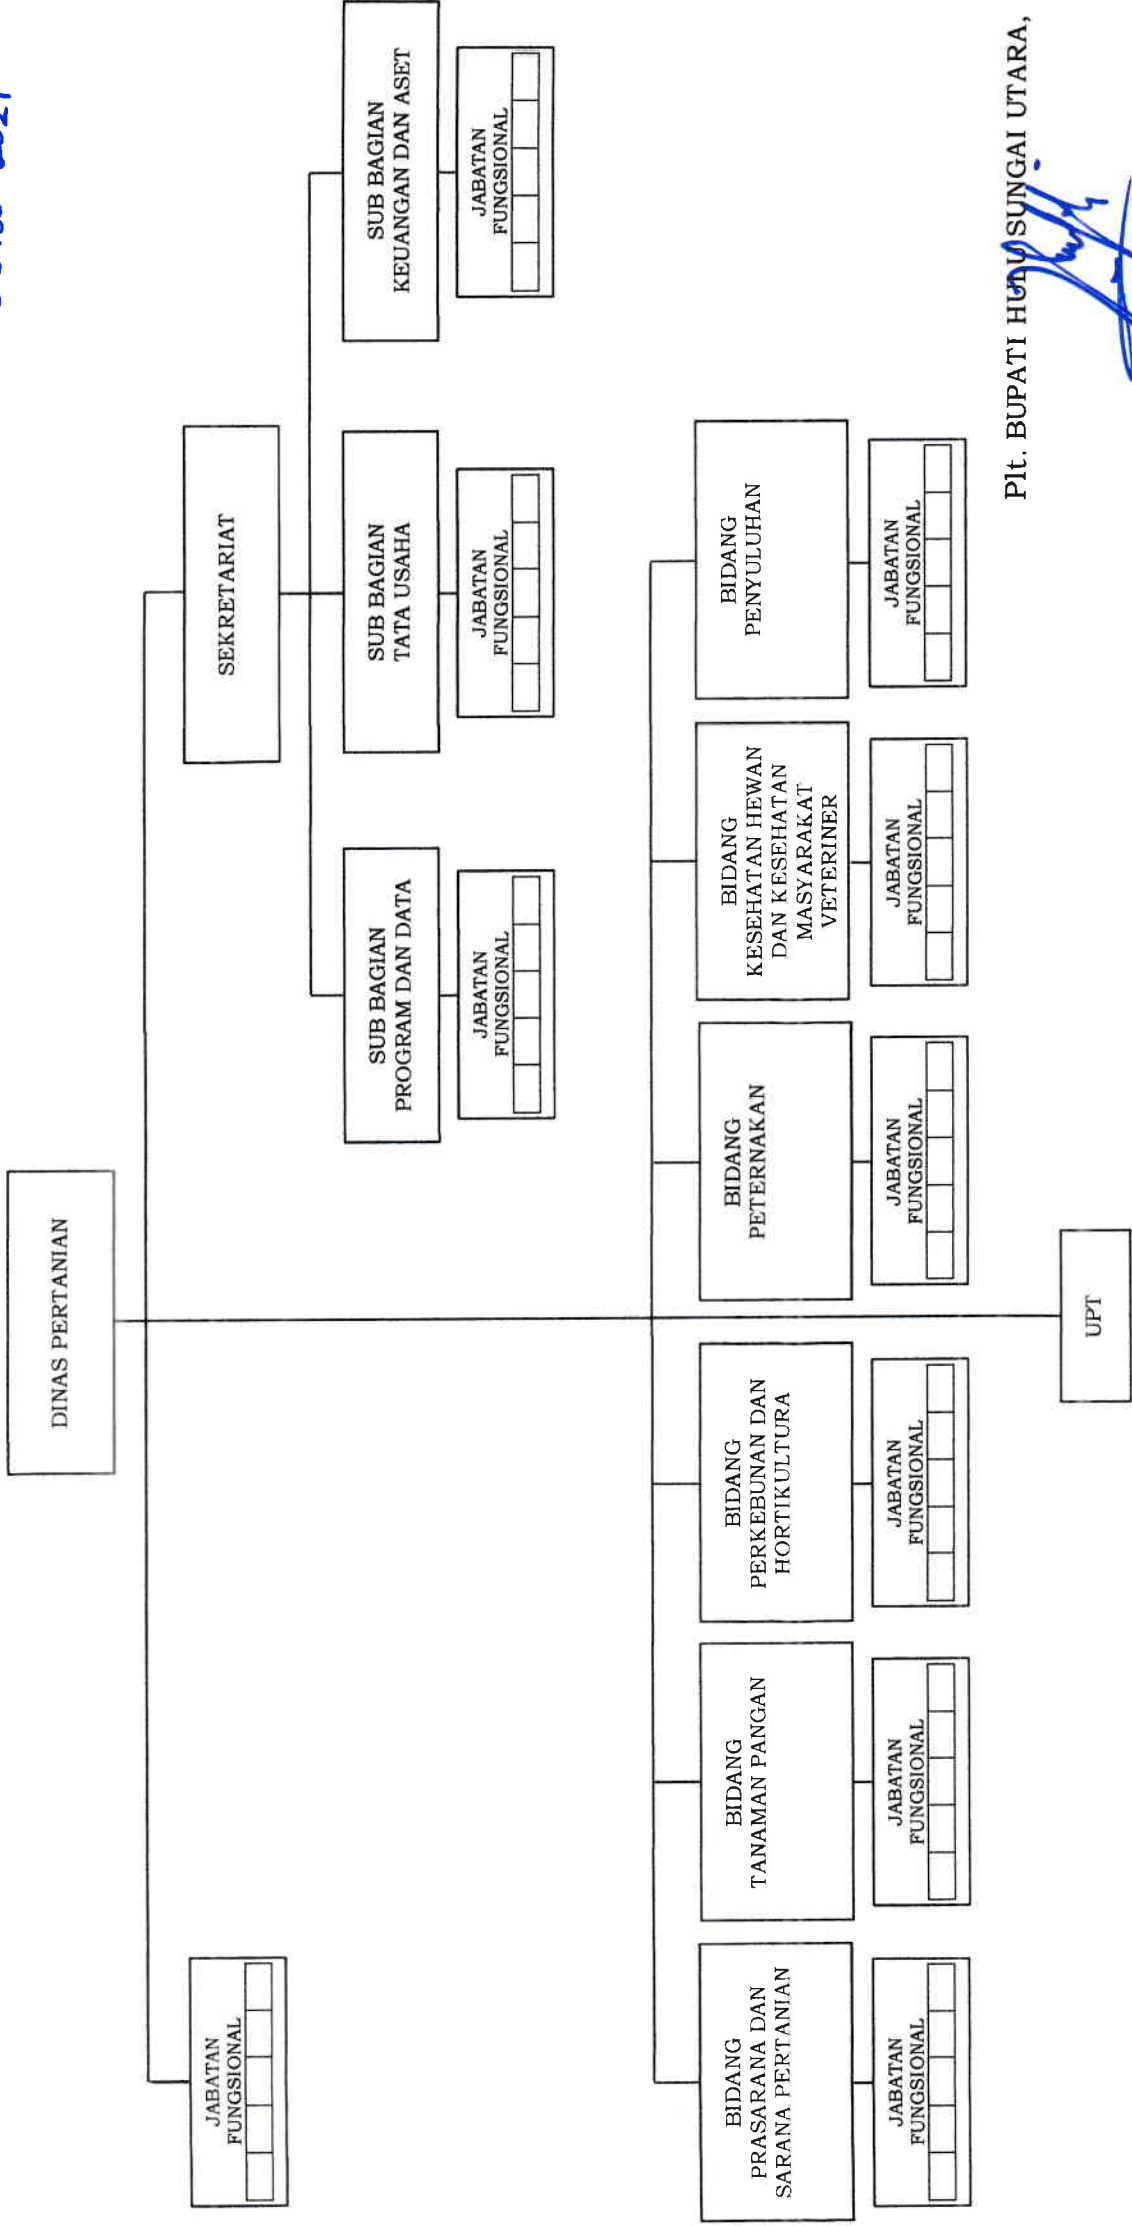 DINAS PERTANIAN
JABATAN
FUNGSIONAL
SEKRETARIAT
SUB BAGIAN
PROGRAM DAN DATA
SUB BAGIAN
TATA USAHA
SUB BAGIAN
KEUANGAN DAN ASET
JABATAN
FUNGSIONAL
JABATAN
FUNGSIONAL
JABATAN
FUNGSIONAL
BIDANG
PRASARANA DAN
SARANA PERTANIAN
BIDANG
TANAMAN PANGAN
BIDANG
PERKEBUNAN DAN
HORTIKULTURA
BIDANG
PETERNAKAN
BIDANG
KESEHATAN HEWAN
DAN KESEHATAN
MASYARAKAT
VETERINER
BIDANG
PENYULUHAN
JABATAN
FUNGSIONAL
JABATAN
FUNGSIONAL
JABATAN
FUNGSIONAL
JABATAN
FUNGSIONAL
JABATAN
FUNGSIONAL
JABATAN
FUNGSIONAL
UPT
Plt. BUPATI HULU SUNGAI UTARA,